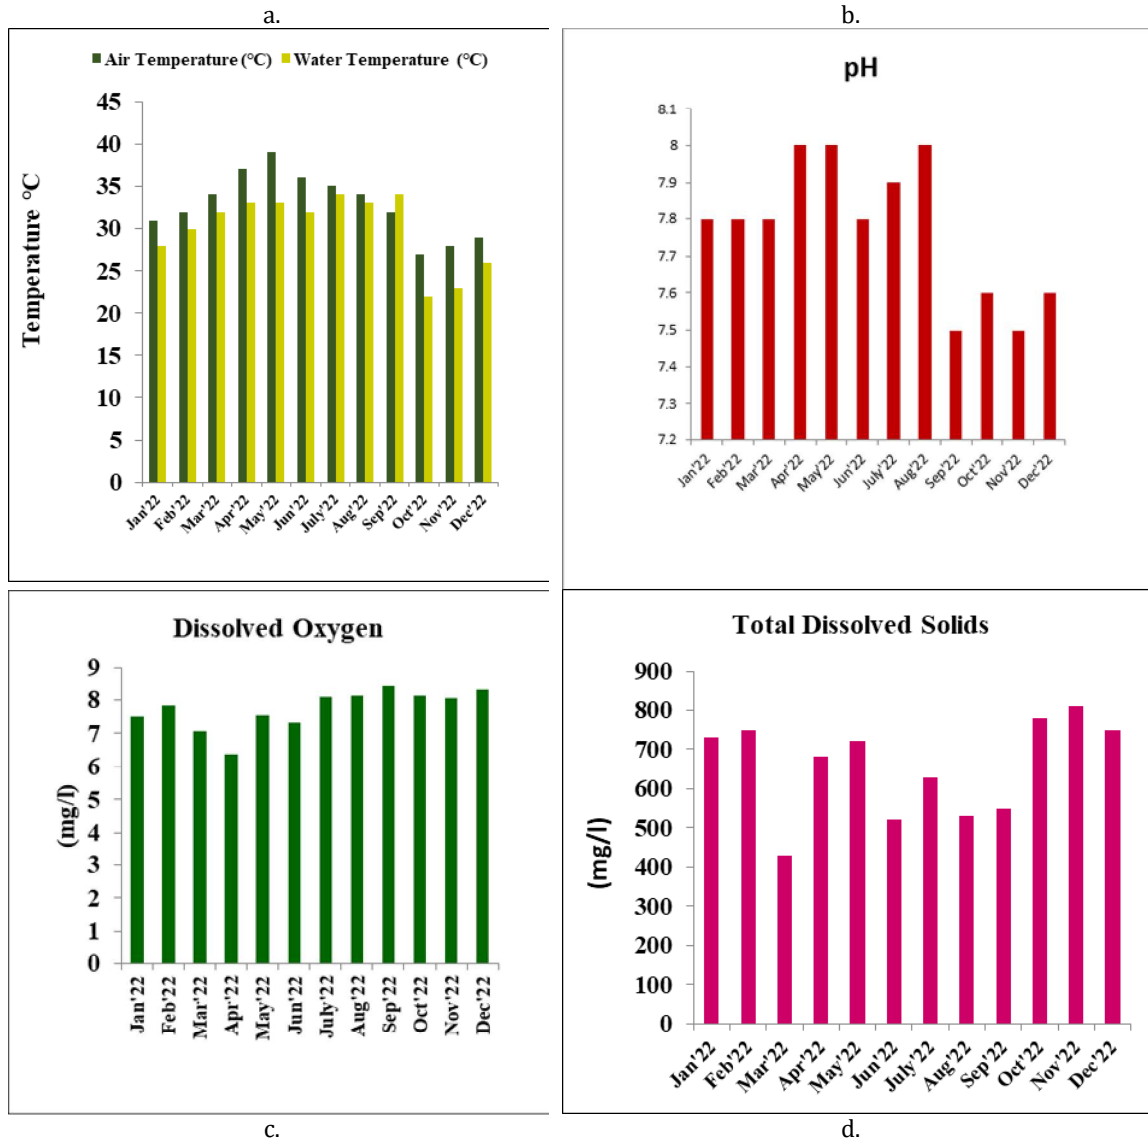 a.
b.
Air Temperature (°C) Water Temperature (°C)
Temperature °C
45
40
35
30
25
20
15
10
5
0
Jan'22 Feb'22 Mar'22 Apr'22 May'22 Jun'22 July'22 Aug'22 Sep'22 Oct'22 Nov'22 Dec'22
pH
8.1
8
7.9
7.8
7.7
7.6
7.5
7.4
7.3
7.2
Jan'22 Feb'22 Mar'22 Apr'22 May'22 Jun'22 July'22 Aug'22 Sep'22 Oct'22 Nov'22 Dec'22
Dissolved Oxygen
(mg/l)
9
8
7
6
5
4
3
2
1
0
Jan'22 Feb'22 Mar'22 Apr'22 May'22 Jun'22 July'22 Aug'22 Sep'22 Oct'22 Nov'22 Dec'22
Total Dissolved Solids
(mg/l)
900
800
700
600
500
400
300
200
100
0
Jan'22 Feb'22 Mar'22 Apr'22 May'22 Jun'22 July'22 Aug'22 Sep'22 Oct'22 Nov'22 Dec'22
c.
d.